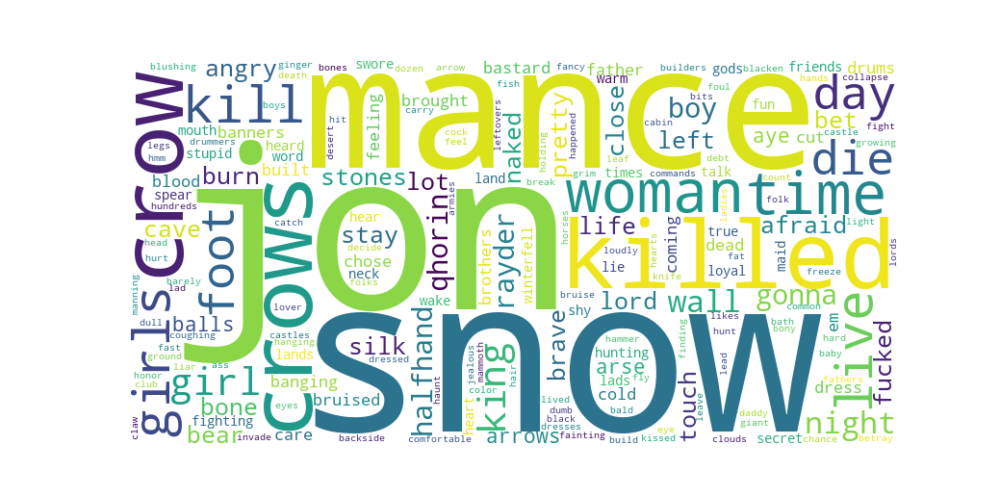 jon
snow
mance
killed
crows
crow
kill
woman
time
day
die
girls
girl
foot
live
king
wall
night
lord
boy
left
life
stay
silk
rayder
qhorin
halfhand
brave
pretty
naked
close
angry
burn
stones
lot
cave
balls
bone
bear
gonna
afraid
touch
fucked
arse
cold
bet
aye
cut
father
bastard
brought
feeling
banners
mouth
stupid
heard
word
built
blood
spear
hundreds
legs
hmm
drummers
blushing
ginger
death
bones
swore
dozen
arrow
boys
hit
desert
carry
cock
feel
fish
leftovers
warm
fancy
happened
holding
builders
gods
blacken
friends
drums
hands
collapse
foul
bits
cabin
fun
castle
fight
growing
land
break
grim
times
leaf
commands
debt
talk
count
folk
ladies
armies
horses
brothers
winterfell
hear
decide
chose
neck
folks
catch
lover
castles
hanging
lands
banging
bruised
dressed
eyes
care
invade
fighting
backside
comfortable
arrows
fainting
build
kissed
haunt
heart
jealous
mammoth
color
hair
wake
lived
dumb
black
dresses
bruise
shy
hunting
hammer
lads
fly
bald
eye
finding
leave
lead
hunt
likes
clouds
daddy
giant
secret
chance
betray
fathers
dress
baby
hard
em
bony
bath
common
loyal
true
dead
fat
maid
freeze
light
lords
coming
hearts
knife
loudly
lie
manning
head
hurt
barely
lad
dull
coughing
fast
ground
liar
ass
honor
club
claw